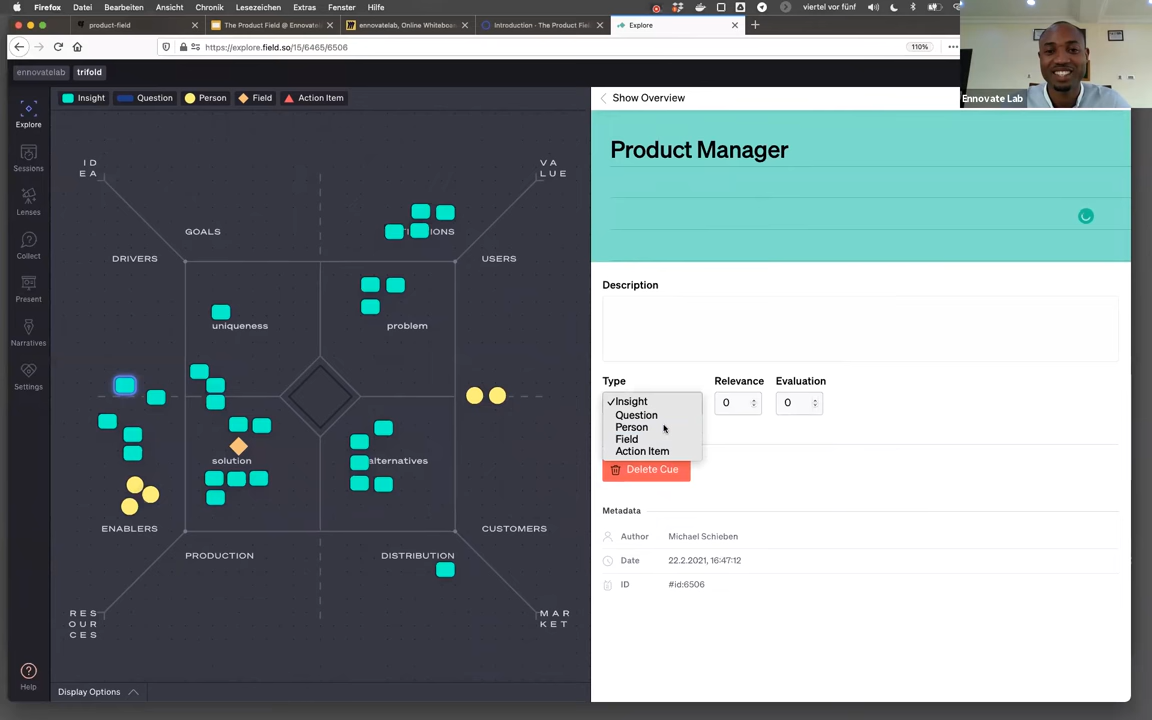 Firefox Datei Bearbeiten Ansicht Chronik Lesezeichen Extras Fenster Hilfe viertel vor fünf
product-field The Product Field @ Ennovatel ennovatelab, Online Whiteboa Introduction - The Product Fiel Explore
https://explore.field.so/15/6465/6506 110%
ennovatelab trifold
Ennovate Lab
Insight Question Person Field Action Item
Show Overview
Explore
Sessions
Lenses
Collect
Present
Narratives
Settings
Help
ID
EA
VA
LUE
GOALS
IONS
DRIVERS
USERS
uniqueness
problem
solution
alternatives
ENABLERS
CUSTOMERS
PRODUCTION
DISTRIBUTION
RES
OUR
CES
MAR
KET
Display Options
Product Manager
Description
Type Relevance Evaluation
✓Insight 0 0
Question
Person
Field
Action Item
Delete Cue
Metadata
Author Michael Schieben
Date 22.2.2021, 16:47:12
ID #id:6506